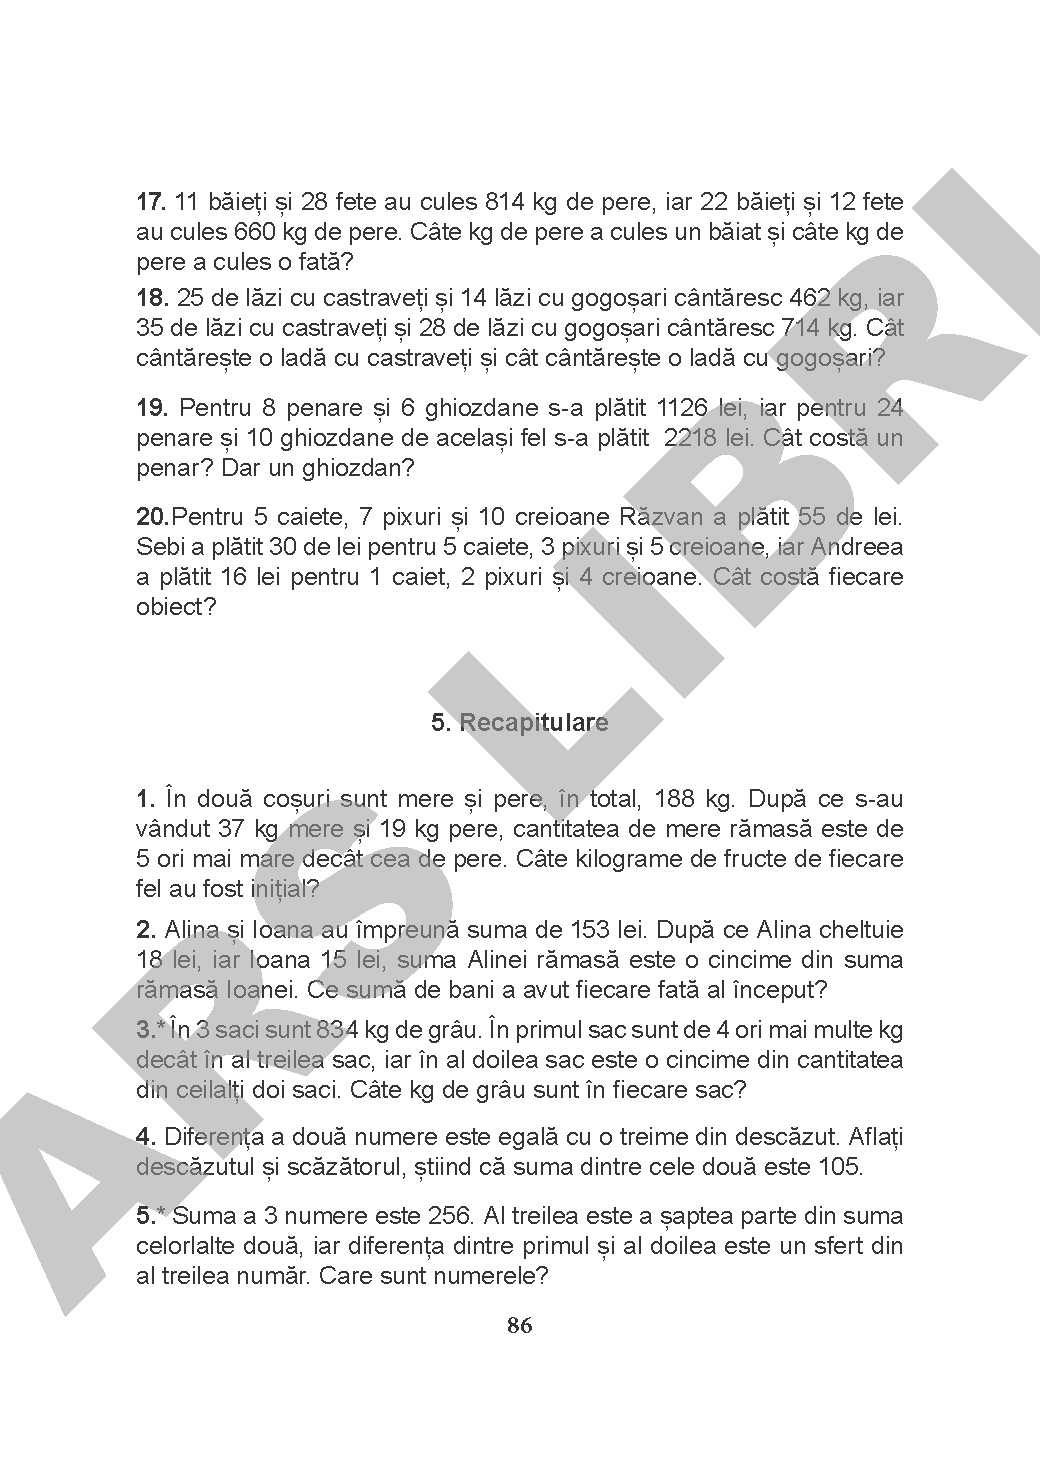 17. 11 băieți și 28 fete au cules 814 kg de pere, iar 22 băieți și 12 fete
au cules 660 kg de pere. Câte kg de pere a cules un băiat și câte kg de
pere a cules o fată?
18. 25 de lăzi cu castraveți și 14 lăzi cu gogoșari cântăresc 462 kg, iar
35 de lăzi cu castraveți și 28 de lăzi cu gogoșari cântăresc 714 kg. Cât
cântărește o ladă cu castraveți și cât cântărește o ladă cu gogoșari?
19. Pentru 8 penare și 6 ghiozdane s-a plătit 1126 lei, iar pentru 24
penare și 10 ghiozdane de același fel s-a plătit 2218 lei. Cât costă un
penar? Dar un ghiozdan?
20.Pentru 5 caiete, 7 pixuri și 10 creioane Răzvan a plătit 55 de lei.
Sebi a plătit 30 de lei pentru 5 caiete, 3 pixuri și 5 creioane, iar Andreea
a plătit 16 lei pentru 1 caiet, 2 pixuri și 4 creioane. Cât costă fiecare
obiect?
5. Recapitulare
1. În două coșuri sunt mere și pere, în total, 188 kg. După ce s-au
vândut 37 kg mere și 19 kg pere, cantitatea de mere rămasă este de
5 ori mai mare decât cea de pere. Câte kilograme de fructe de fiecare
fel au fost inițial?
2. Alina și Ioana au împreună suma de 153 lei. După ce Alina cheltuie
18 lei, iar Ioana 15 lei, suma Alinei rămasă este o cincime din suma
rămasă Ioanei. Ce sumă de bani a avut fiecare fată al început?
3.* În 3 saci sunt 834 kg de grâu. În primul sac sunt de 4 ori mai multe kg
decât în al treilea sac, iar în al doilea sac este o cincime din cantitatea
din ceilalți doi saci. Câte kg de grâu sunt în fiecare sac?
4. Diferența a două numere este egală cu o treime din descăzut. Aflați
descăzutul și scăzătorul, știind că suma dintre cele două este 105.
5.* Suma a 3 numere este 256. Al treilea este a șaptea parte din suma
celorlalte două, iar diferența dintre primul și al doilea este un sfert din
al treilea număr. Care sunt numerele?
86
ARS LIBRI